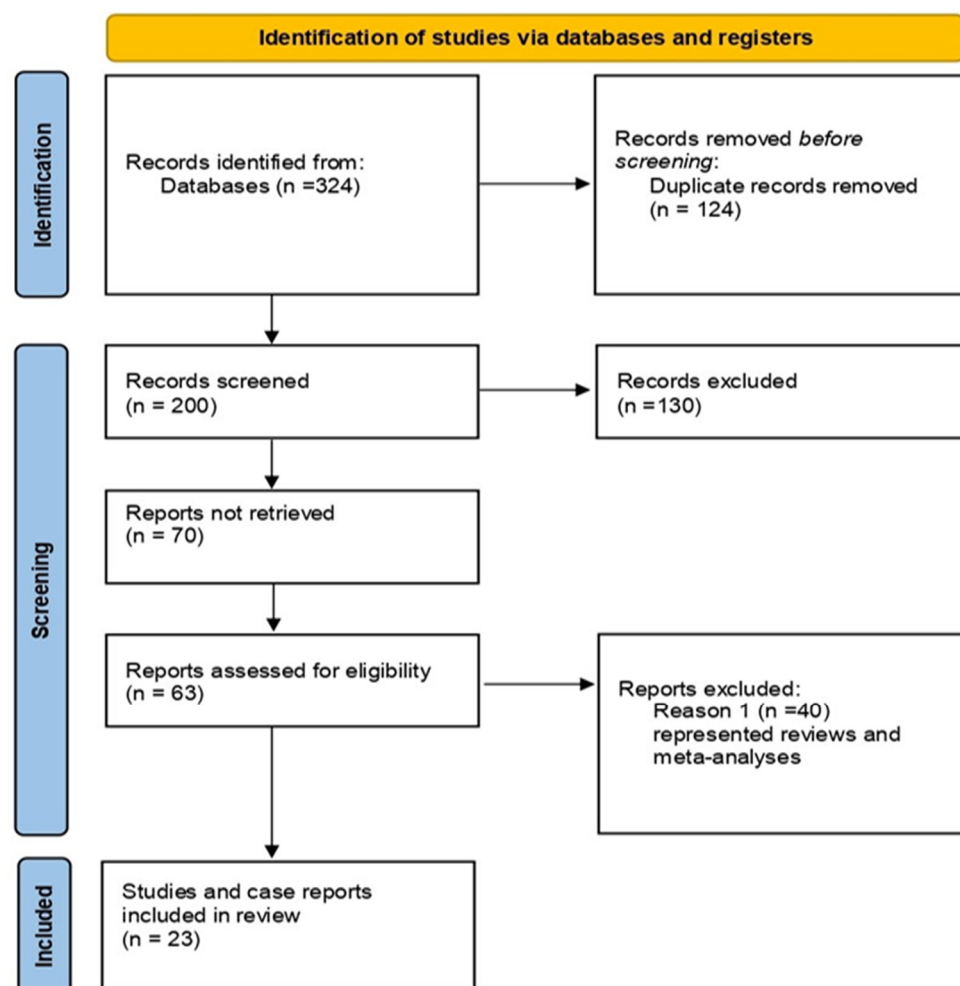 Identification of studies via databases and registers
Identification
Records identified from:
Databases (n =324)
Records removed before
screening:
Duplicate records removed
(n = 124)
Screening
Records screened
(n = 200)
Records excluded
(n =130)
Reports not retrieved
(n = 70)
Reports assessed for eligibility
(n = 63)
Reports excluded:
Reason 1 (n =40)
represented reviews and
meta-analyses
Included
Studies and case reports
included in review
(n = 23)